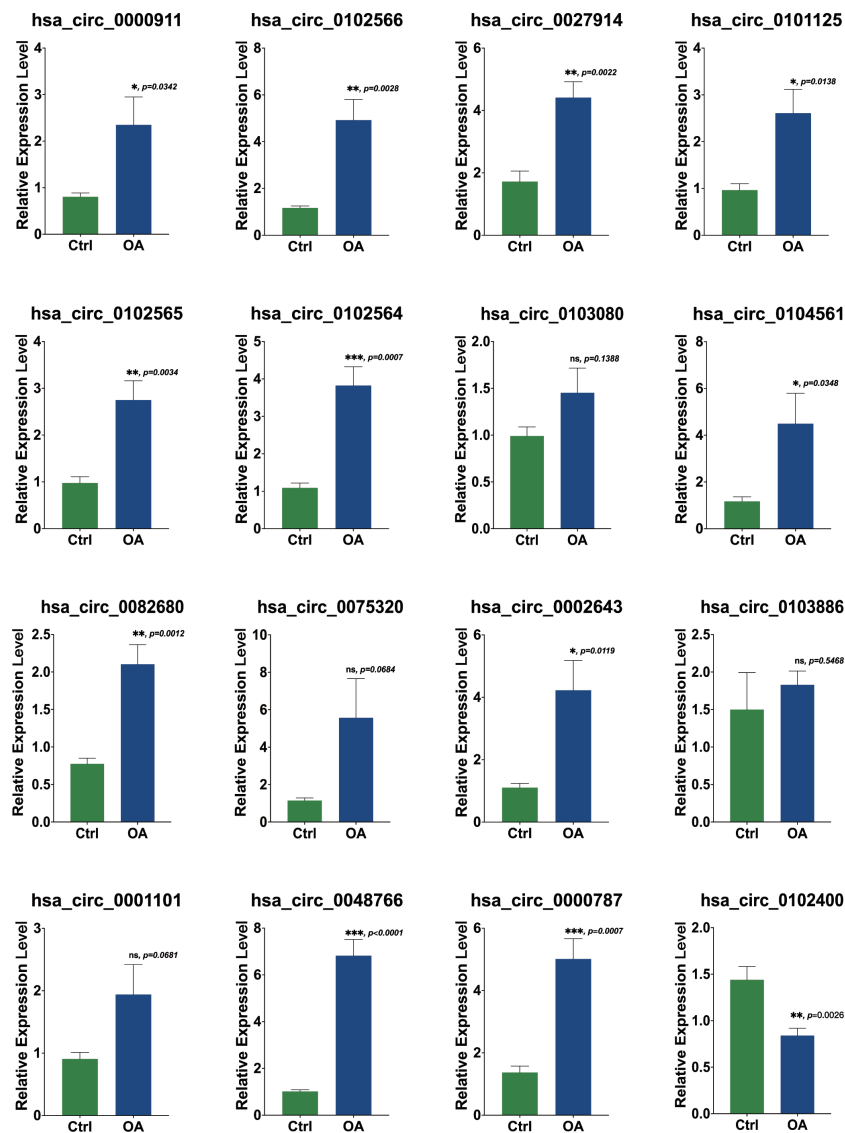 hsa_circ_0000911
Relative Expression Level
4
3
2
1
0
*, p=0.0342
Ctrl OA
hsa_circ_0102566
Relative Expression Level
8
6
4
2
0
**, p=0.0028
Ctrl OA
hsa_circ_0027914
Relative Expression Level
6
4
2
0
**, p=0.0022
Ctrl OA
hsa_circ_0101125
Relative Expression Level
4
3
2
1
0
*, p=0.0138
Ctrl OA
hsa_circ_0102565
Relative Expression Level
4
3
2
1
0
**, p=0.0034
Ctrl OA
hsa_circ_0102564
Relative Expression Level
5
4
3
2
1
0
***, p=0.0007
Ctrl OA
hsa_circ_0103080
Relative Expression Level
2.0
1.5
1.0
0.5
0.0
ns, p=0.1388
Ctrl OA
hsa_circ_0104561
Relative Expression Level
8
6
4
2
0
*, p=0.0348
Ctrl OA
hsa_circ_0082680
Relative Expression Level
2.5
2.0
1.5
1.0
0.5
0.0
**, p=0.0012
Ctrl OA
hsa_circ_0075320
Relative Expression Level
10
8
6
4
2
0
ns, p=0.0684
Ctrl OA
hsa_circ_0002643
Relative Expression Level
6
4
2
0
*, p=0.0119
Ctrl OA
hsa_circ_0103886
Relative Expression Level
2.5
2.0
1.5
1.0
0.5
0.0
ns, p=0.5468
Ctrl OA
hsa_circ_0001101
Relative Expression Level
3
2
1
0
ns, p=0.0681
Ctrl OA
hsa_circ_0048766
Relative Expression Level
8
6
4
2
0
***, p<0.0001
Ctrl OA
hsa_circ_0000787
Relative Expression Level
6
4
2
0
***, p=0.0007
Ctrl OA
hsa_circ_0102400
Relative Expression Level
2.0
1.5
1.0
0.5
0.0
**, p=0.0026
Ctrl OA